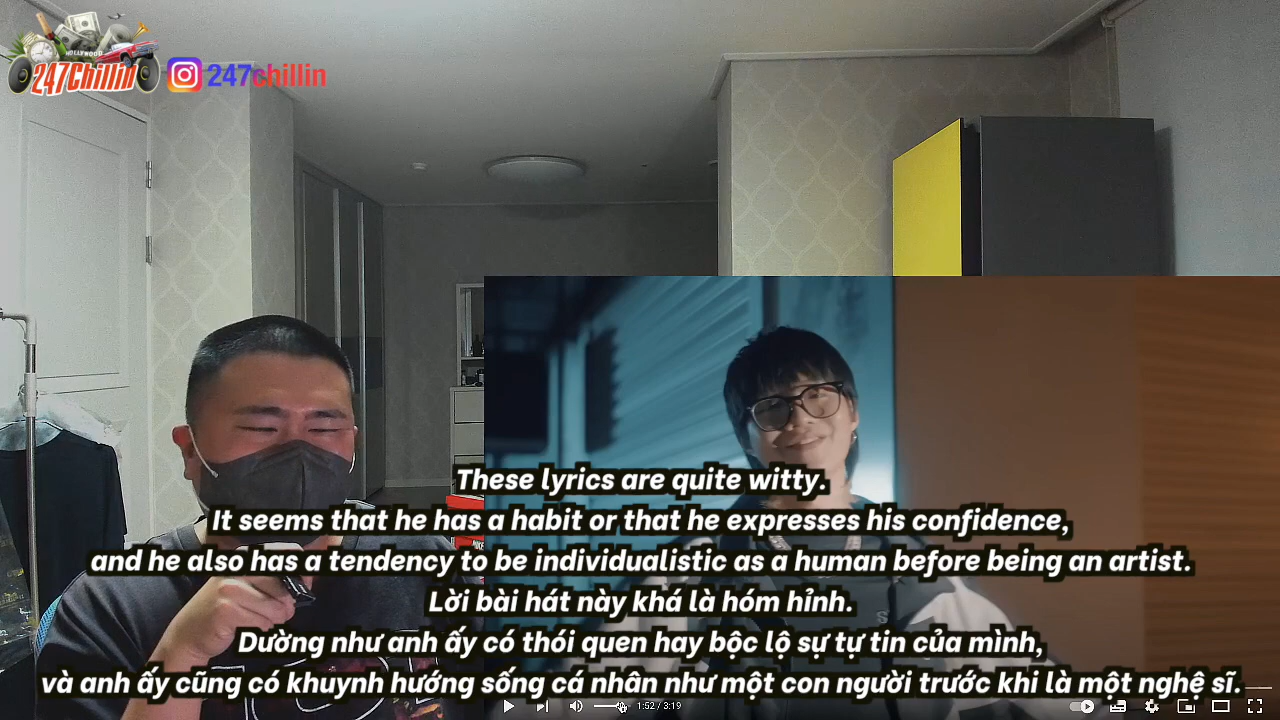 HOLLYWOOD
247Chillin
247chillin
These lyrics are quite witty.
It seems that he has a habit or that he expresses his confidence,
and he also has a tendency to be individualistic as a human before being an artist.
Lời bài hát này khá là hóm hỉnh.
Dường như anh ấy có thói quen hay bộc lộ sự tự tin của mình,
và anh ấy cũng có khuynh hướng sống cá nhân như một con người trước khi là một nghệ sĩ.
1:52 / 3:19